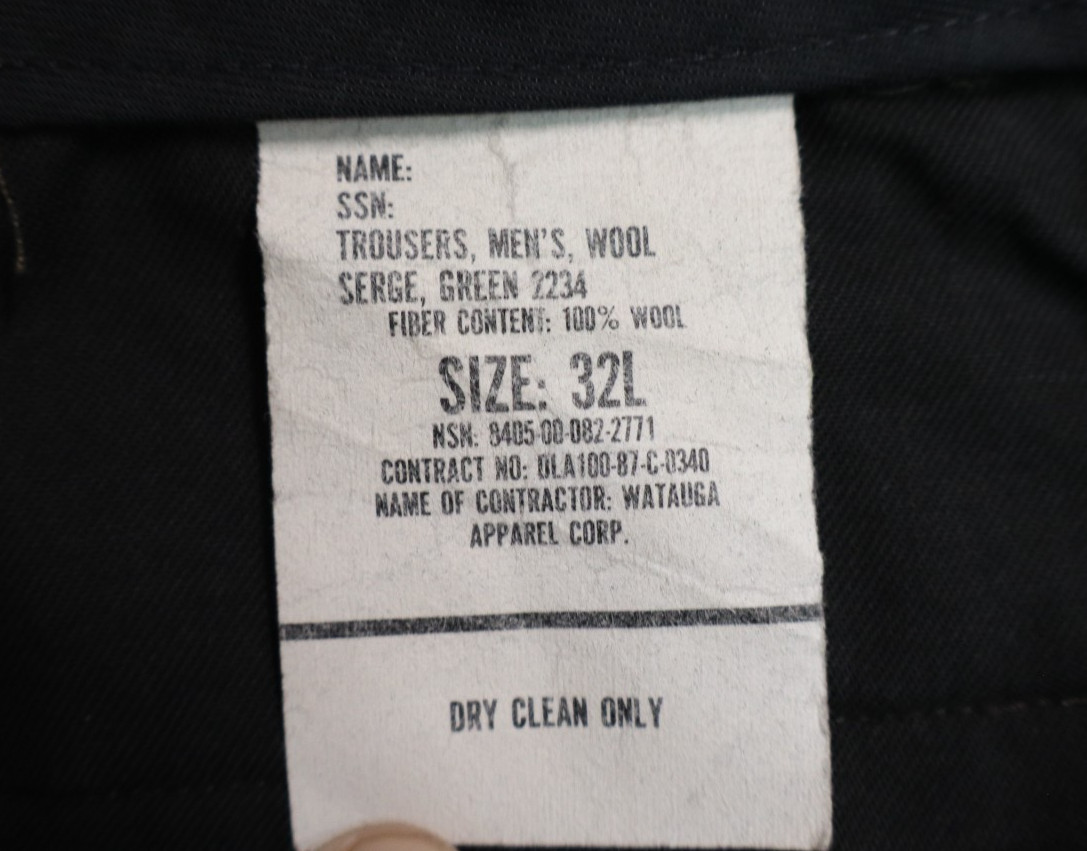 NAME:
SSN:
TROUSERS, MEN'S, WOOL
SERGE, GREEN 2234
FIBER CONTENT: 100% WOOL
SIZE: 32L
NSN: 8405-00-082-2771
CONTRACT NO: DLA100-87-C-0340
NAME OF CONTRACTOR: WATAUGA
APPAREL CORP.
DRY CLEAN ONLY